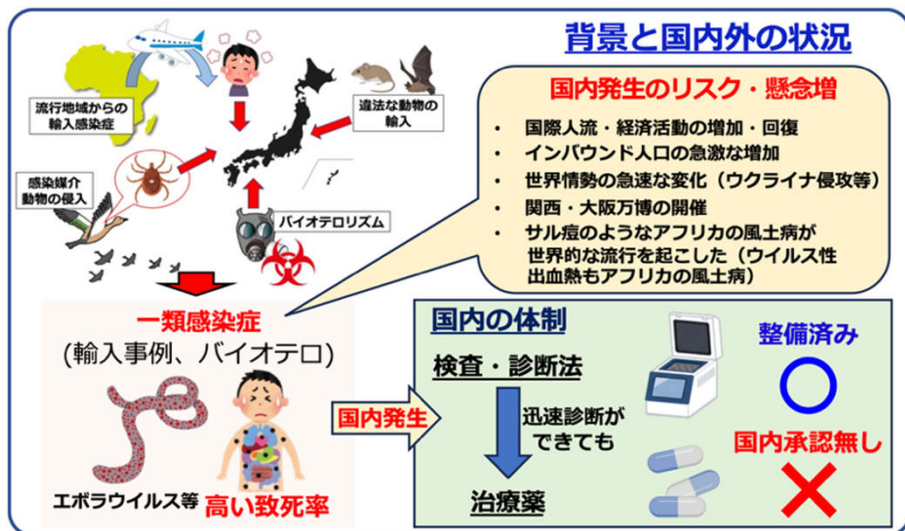 背景と国内外の状況
流行地域からの
輸入感染症
違法な動物の
輸入
感染媒介
動物の侵入
バイオテロリズム
国内発生のリスク・懸念増
・ 国際人流・経済活動の増加・回復
・ インバウンド人口の急激な増加
・ 世界情勢の急速な変化（ウクライナ侵攻等）
・ 関西・大阪万博の開催
・ サル痘のようなアフリカの風土病が
世界的な流行を起こした（ウイルス性
出血熱もアフリカの風土病）
一類感染症
(輸入事例、バイオテロ)
エボラウイルス等
高い致死率
国内発生
国内の体制
検査・診断法
整備済み
迅速診断が
できても
国内承認無し
治療薬